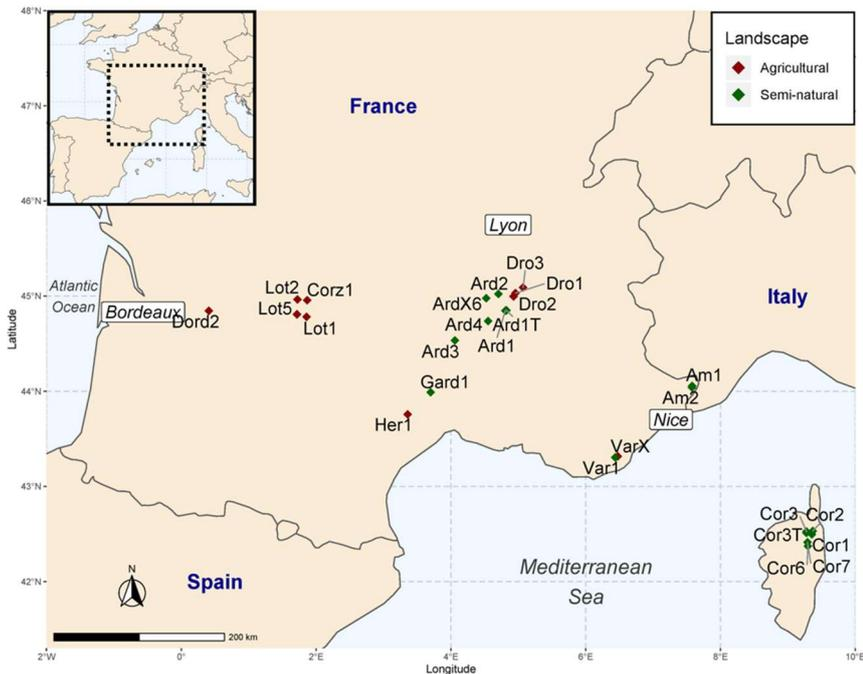 48°N
47°N
46°N
45°N
44°N
43°N
42°N
Latitude
Landscape
Agricultural
Semi-natural
France
Lyon
Dro3
Ard2
Dro1
Lot2
Corz1
ArdX6
Dro2
Atlantic
Ocean
Bordeaux
Lot5
Dord2
Lot1
Ard4
Ard1T
Ard1
Ard3
Italy
Gard1
Am1
Am2
Her1
Nice
VarX
Var1
Cor3
Cor2
Cor3T
Cor1
Cor6
Cor7
Mediterranean
Sea
Spain
N
200 km
2°W
0°
2°E
4°E
6°E
8°E
10°E
Longitude